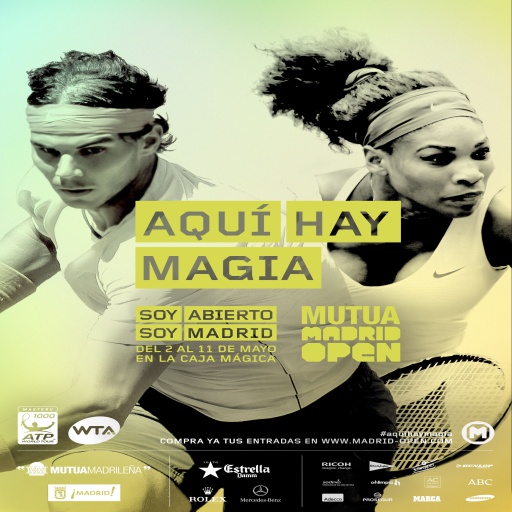 AQUÍ HAY
MAGIA
SOY ABIERTO
SOY MADRID
DEL 2 AL 11 DE MAYO
EN LA CAJA MÁGICA
MUTUA
MADRID
OPEN
MASTERS
1000
ATP
WORLD TOUR
WTA
#aquihaymagia
COMPRA YA TUS ENTRADAS EN WWW.MADRID-OPEN.COM
M
MUTUAMADRILEÑA
¡MADRID!
Estrella
Damm
ROLEX
Mercedes-Benz
RICOH
DUNLOP
ABC
Adecco
PROSEGUR
MARCA